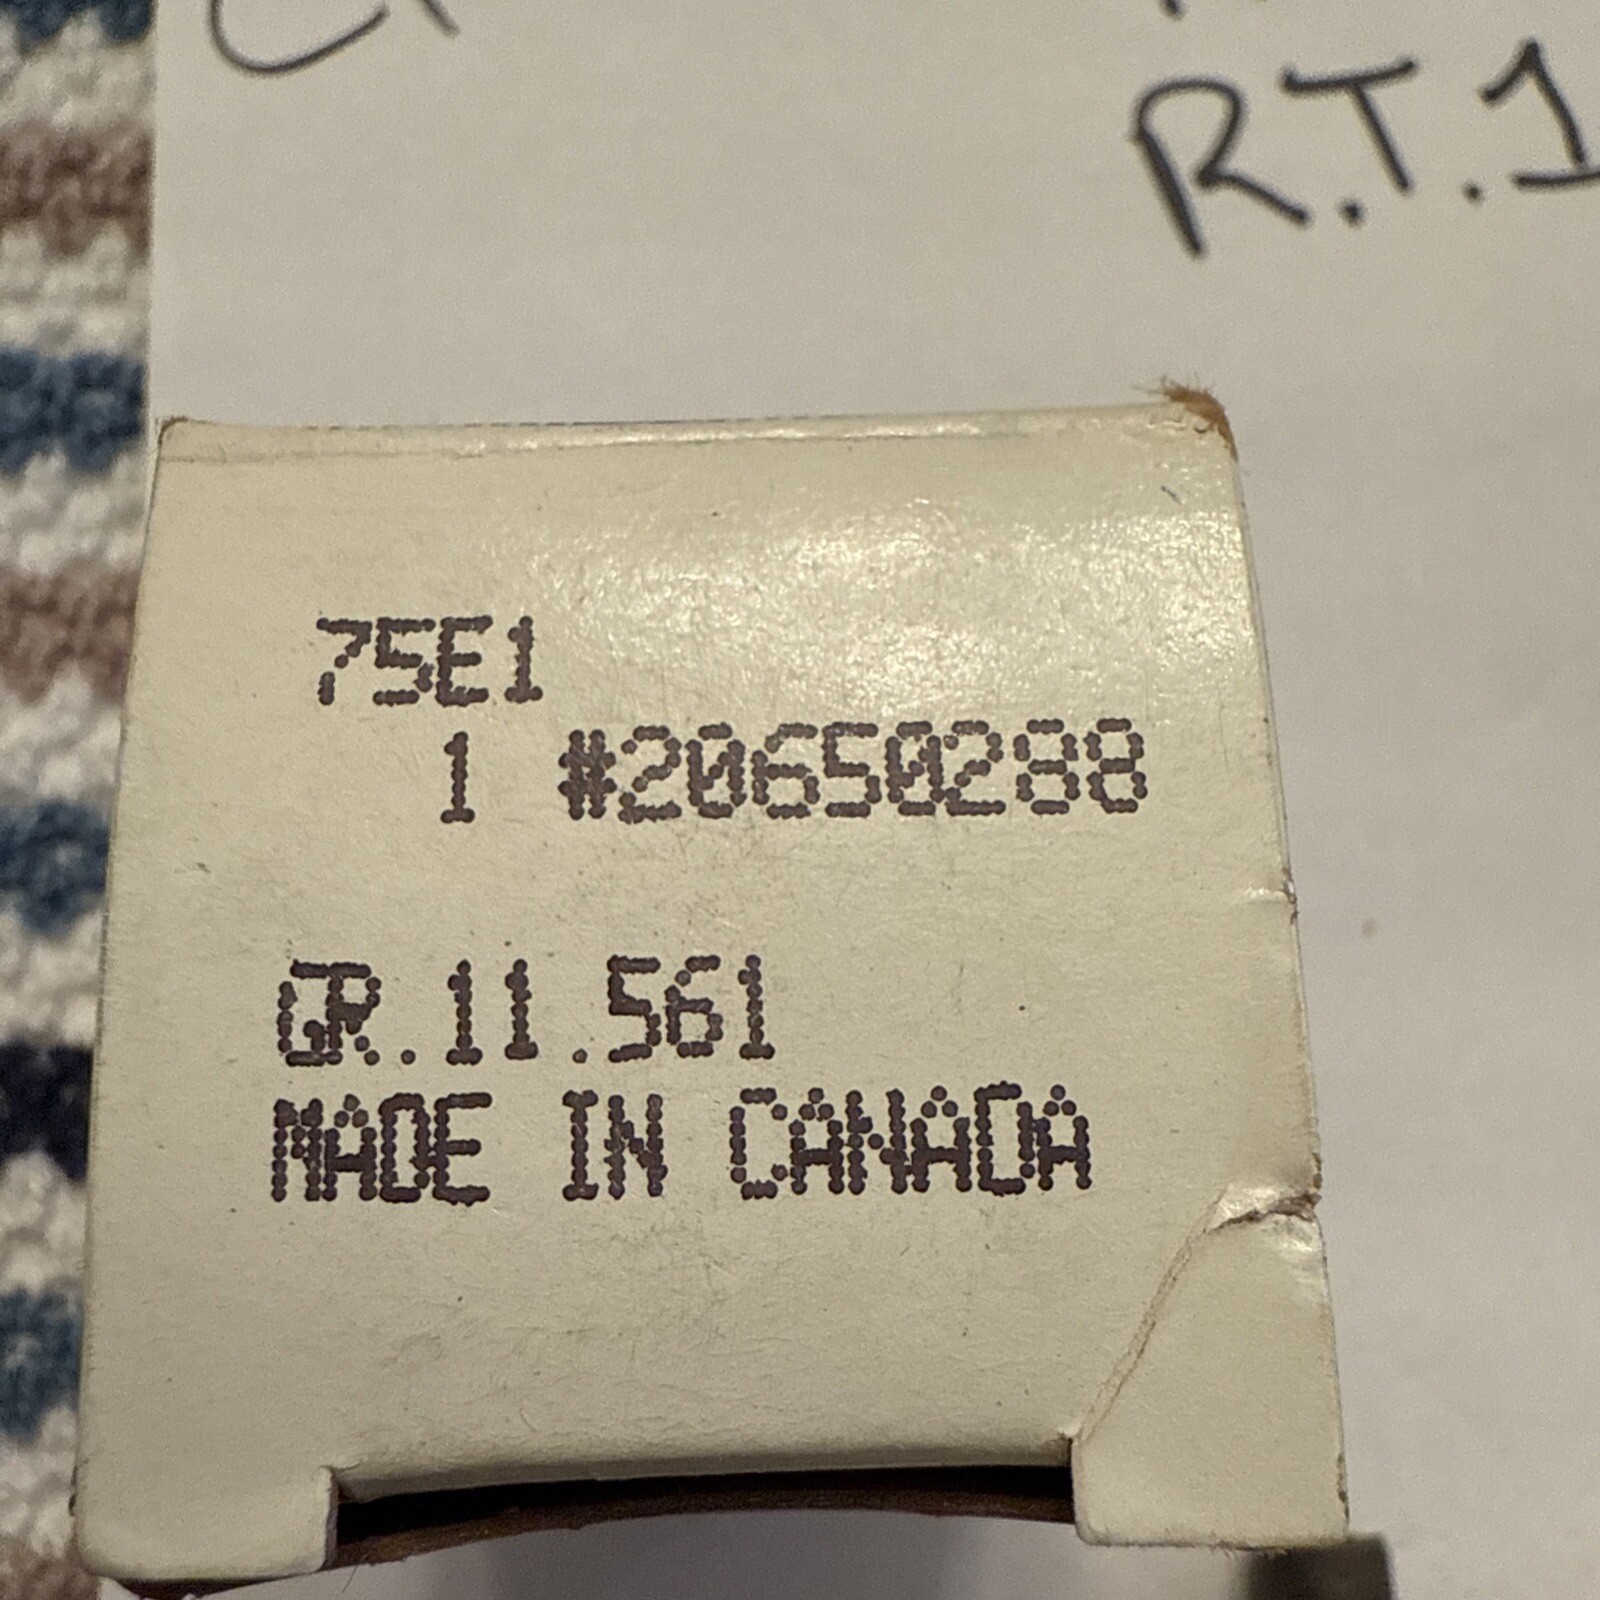 R.T.1
75E1
1 #20650288
GR.11.561
MADE IN CANADA